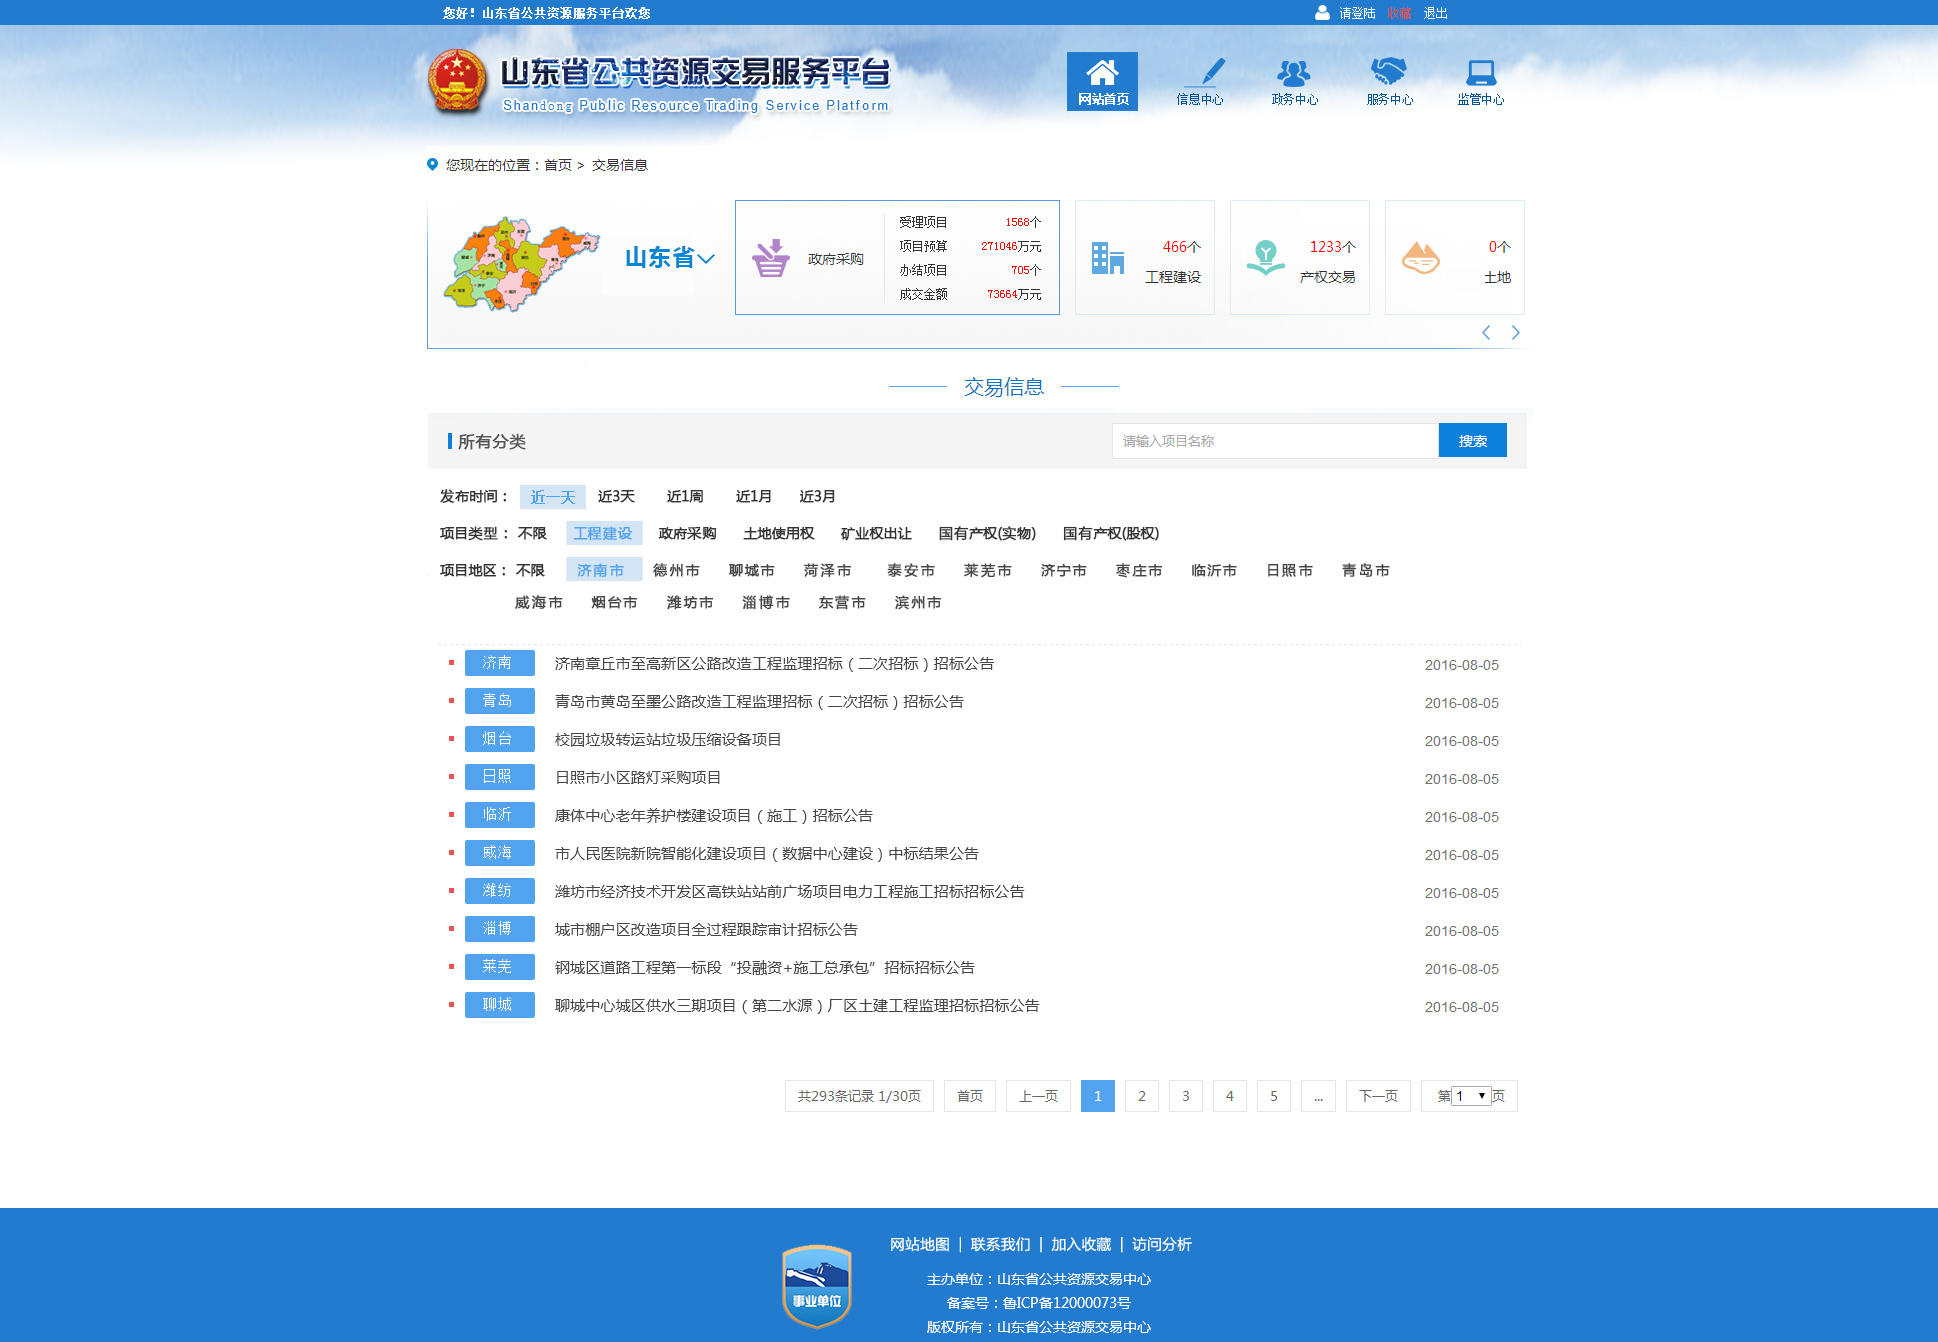 您好！山东省公共资源服务平台欢您
请登陆 收藏 退出
山东省公共资源交易服务平台
Shandong Public Resource Trading Service Platform
网站首页 信息中心 政务中心 服务中心 监管中心
您现在的位置：首页 > 交易信息
山东省
政府采购
受理项目 1568个
项目预算 271046万元
办结项目 705个
成交金额 73664万元
466个
工程建设
1233个
产权交易
0个
土地
交易信息
所有分类
请输入项目名称 搜索
发布时间： 近一天 近3天 近1周 近1月 近3月
项目类型： 不限 工程建设 政府采购 土地使用权 矿业权出让 国有产权(实物) 国有产权(股权)
项目地区： 不限 济南市 德州市 聊城市 菏泽市 泰安市 莱芜市 济宁市 枣庄市 临沂市 日照市 青岛市
威海市 烟台市 潍坊市 淄博市 东营市 滨州市
济南 济南章丘市至高新区公路改造工程监理招标（二次招标）招标公告 2016-08-05
青岛 青岛市黄岛至墨公路改造工程监理招标（二次招标）招标公告 2016-08-05
烟台 校园垃圾转运站垃圾压缩设备项目 2016-08-05
日照 日照市小区路灯采购项目 2016-08-05
临沂 康体中心老年养护楼建设项目（施工）招标公告 2016-08-05
威海 市人民医院新院智能化建设项目（数据中心建设）中标结果公告 2016-08-05
潍纺 潍坊市经济技术开发区高铁站站前广场项目电力工程施工招标招标公告 2016-08-05
淄博 城市棚户区改造项目全过程跟踪审计招标公告 2016-08-05
莱芜 钢城区道路工程第一标段“投融资+施工总承包”招标招标公告 2016-08-05
聊城 聊城中心城区供水三期项目（第二水源）厂区土建工程监理招标招标公告 2016-08-05
共293条记录 1/30页 首页 上一页 1 2 3 4 5 ... 下一页 第1页
网站地图 | 联系我们 | 加入收藏 | 访问分析
事业单位
主办单位：山东省公共资源交易中心
备案号：鲁ICP备12000073号
版权所有：山东省公共资源交易中心